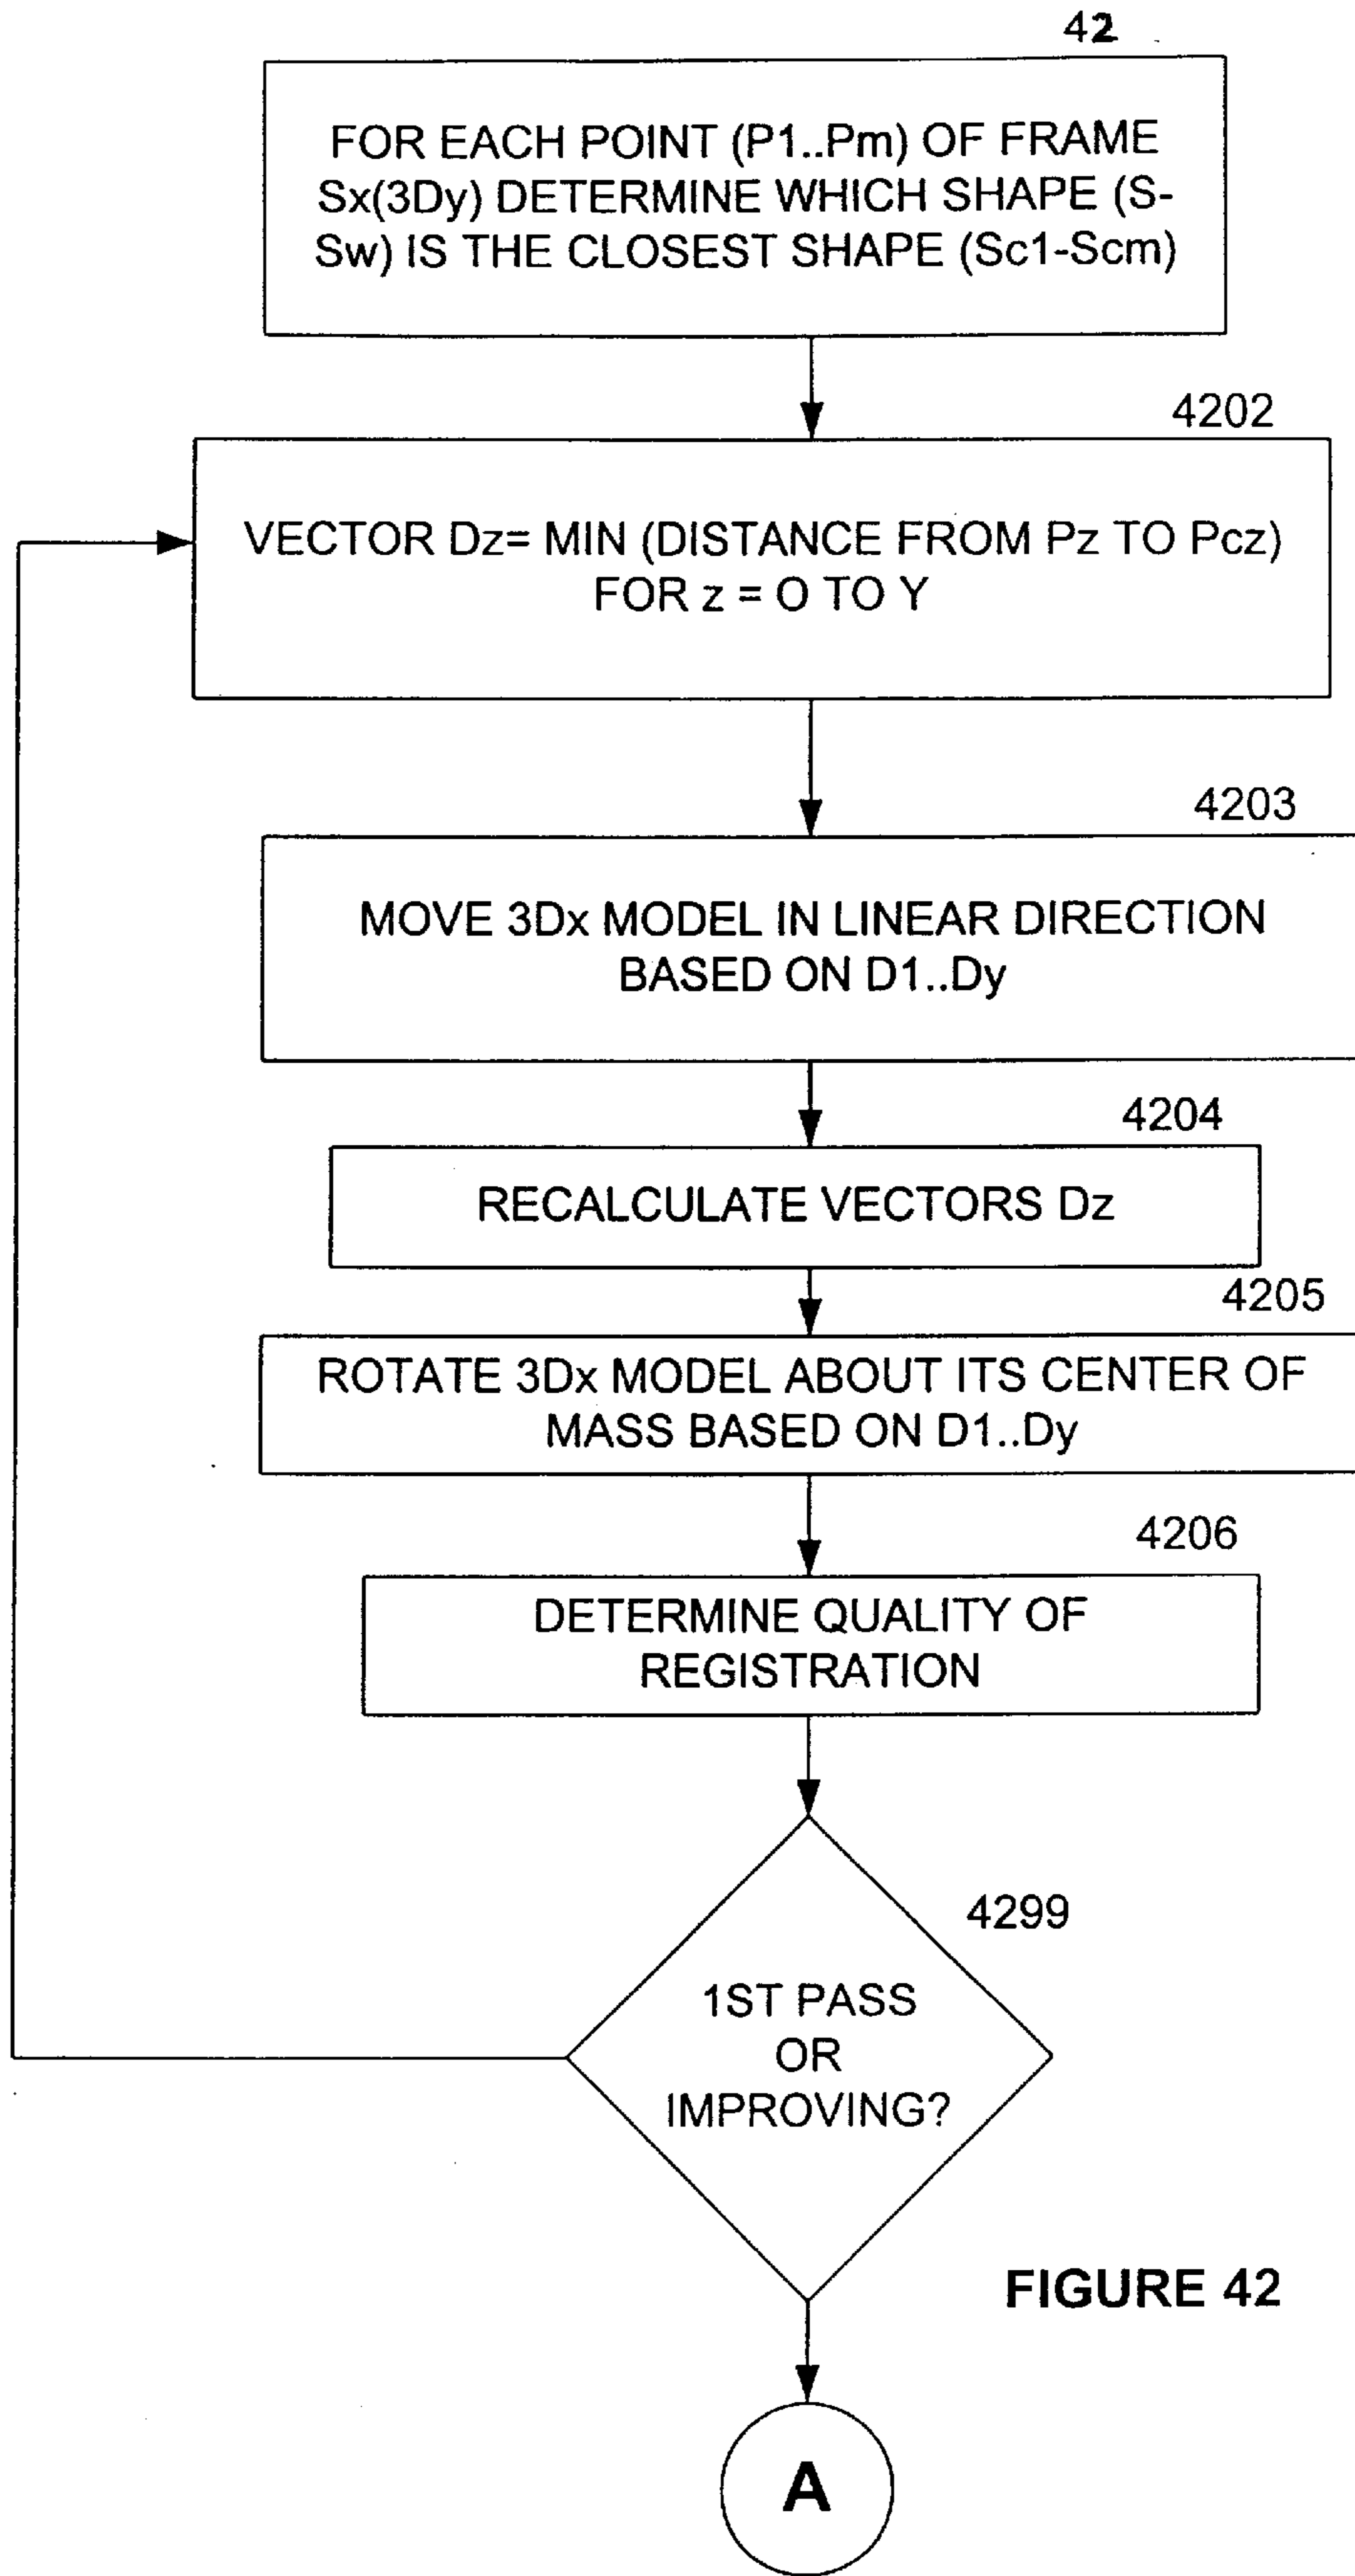 42
FOR EACH POINT (P1..Pm) OF FRAME
Sx(3Dy) DETERMINE WHICH SHAPE (S-
Sw) IS THE CLOSEST SHAPE (Sc1-Scm)
4202
VECTOR Dz= MIN (DISTANCE FROM Pz TO Pcz)
FOR z = O TO Y
4203
MOVE 3Dx MODEL IN LINEAR DIRECTION
BASED ON D1..Dy
4204
RECALCULATE VECTORS Dz
4205
ROTATE 3Dx MODEL ABOUT ITS CENTER OF
MASS BASED ON D1..Dy
4206
DETERMINE QUALITY OF
REGISTRATION
4299
1ST PASS
OR
IMPROVING?
FIGURE 42
A